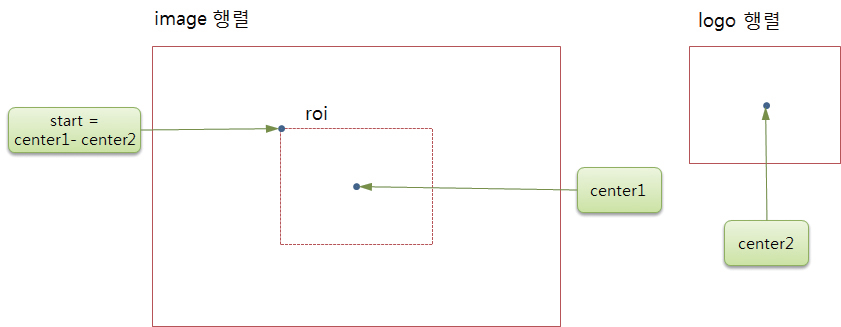 image 행렬
logo 행렬
roi
start =
center1- center2
center1
center2